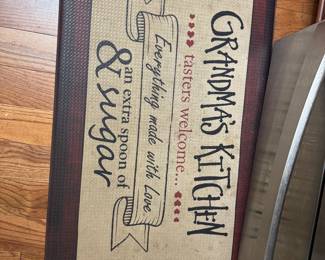 GRANDMA'S KITCHEN
tasters welcome...
Everything made with Love
an extra spoon of
& sugar